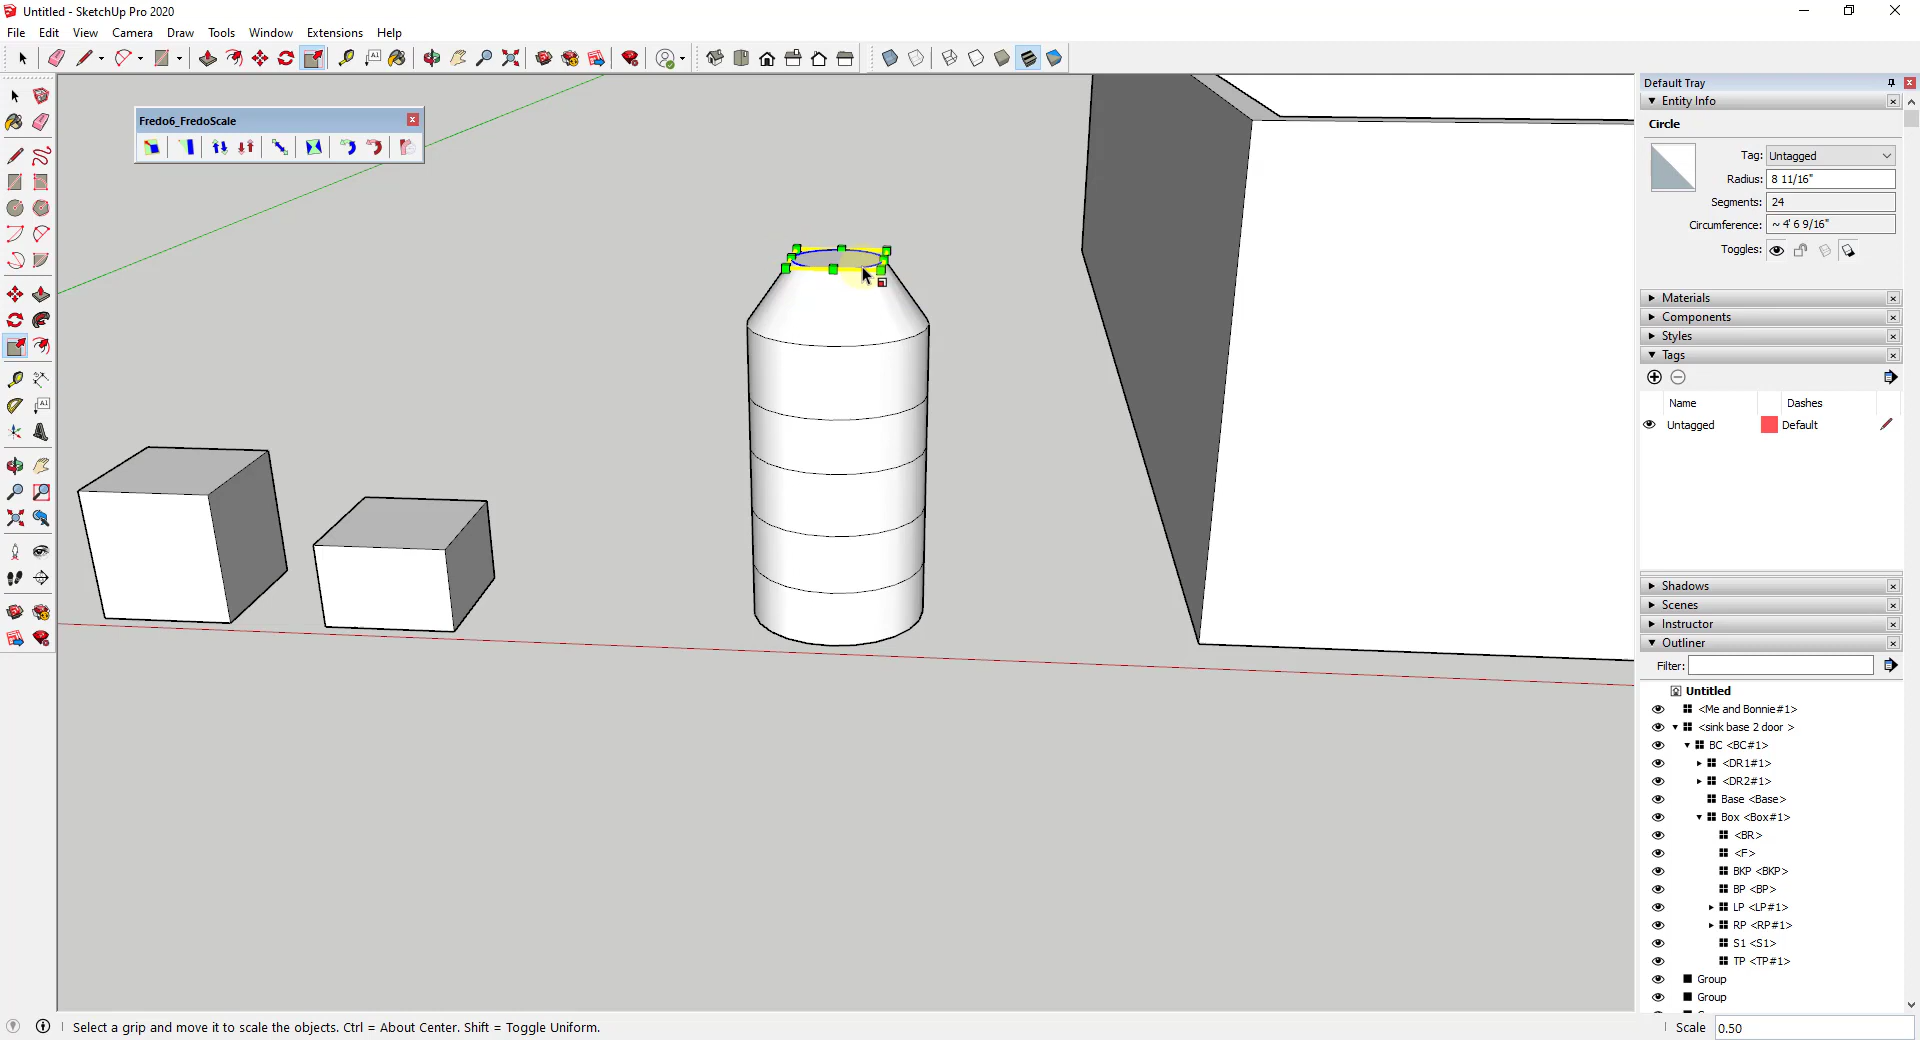 Untitled - SketchUp Pro 2020
File Edit View Camera Draw Tools Window Extensions Help
Fredo6_FredoScale
Default Tray
Entity Info
Circle
Tag: Untagged
Radius: 8 11/16"
Segments: 24
Circumference: ~ 4' 6 9/16"
Toggles:
Materials
Components
Styles
Tags
Name Dashes
Untagged Default
Shadows
Scenes
Instructor
Outliner
Filter:
Untitled
<Me and Bonnie#1>
<sink base 2 door >
BC <BC#1>
<DR1#1>
<DR2#1>
Base <Base>
Box <Box#1>
<BR>
<F>
BKP <BKP>
BP <BP>
LP <LP#1>
RP <RP#1>
S1 <S1>
TP <TP#1>
Group
Group
Select a grip and move it to scale the objects. Ctrl = About Center. Shift = Toggle Uniform.
Scale 0.50